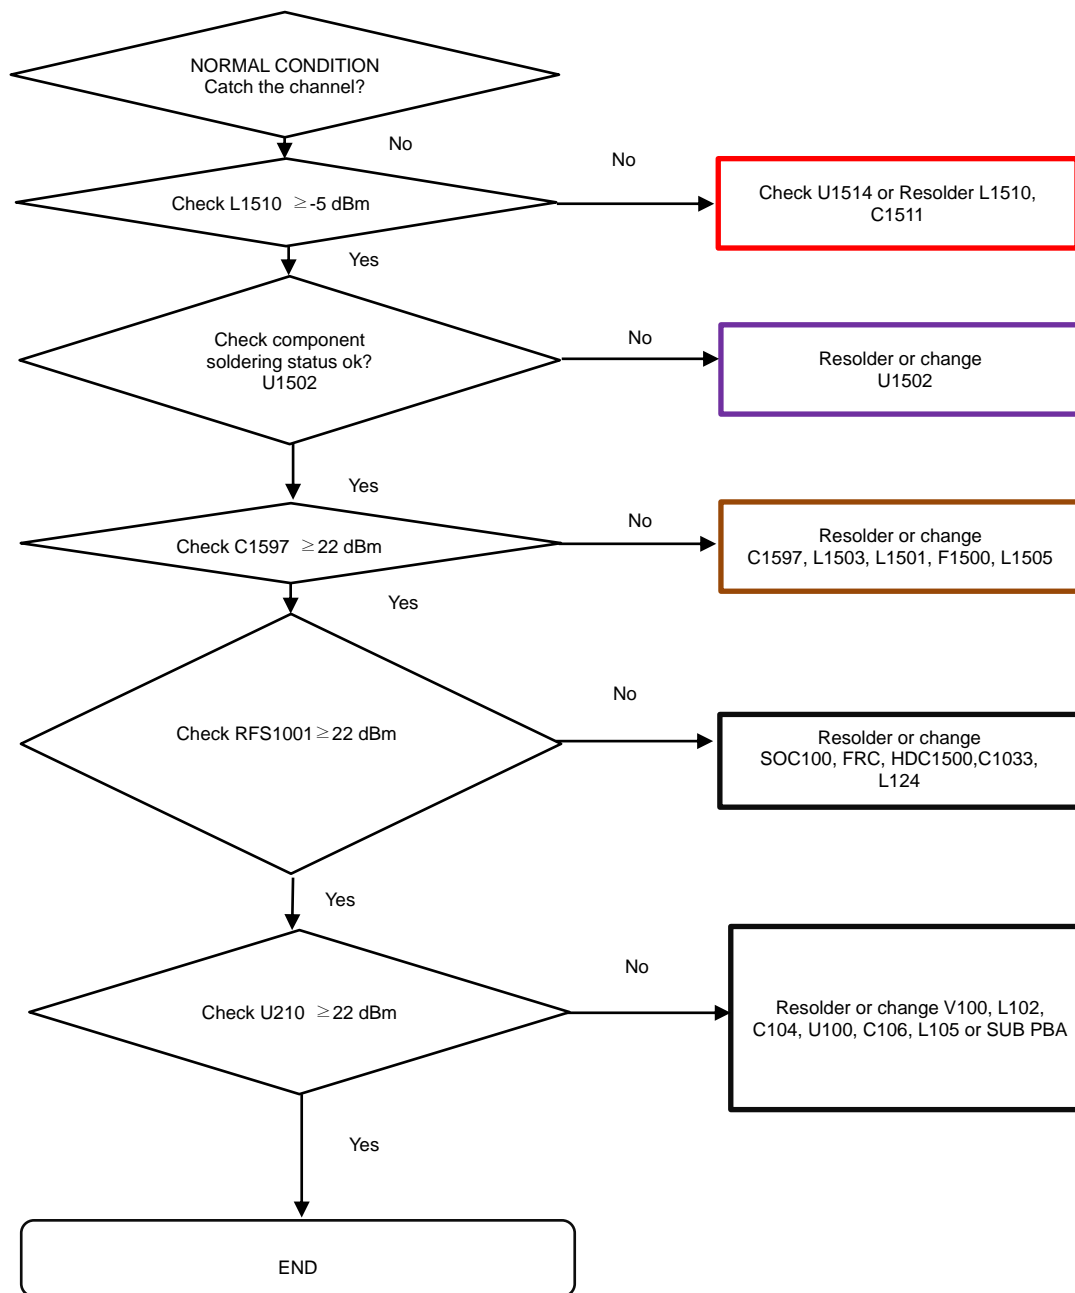 NORMAL CONDITION
Catch the channel?
No
Check L1510 ≥-5 dBm
No
Check U1514 or Resolder L1510,
C1511
Yes
Check component
soldering status ok?
U1502
No
Resolder or change
U1502
Yes
Check C1597 ≥22 dBm
No
Resolder or change
C1597, L1503, L1501, F1500, L1505
Yes
Check RFS1001≥22 dBm
No
Resolder or change
SOC100, FRC, HDC1500,C1033,
L124
Yes
Check U210 ≥22 dBm
No
Resolder or change V100, L102,
C104, U100, C106, L105 or SUB PBA
Yes
END